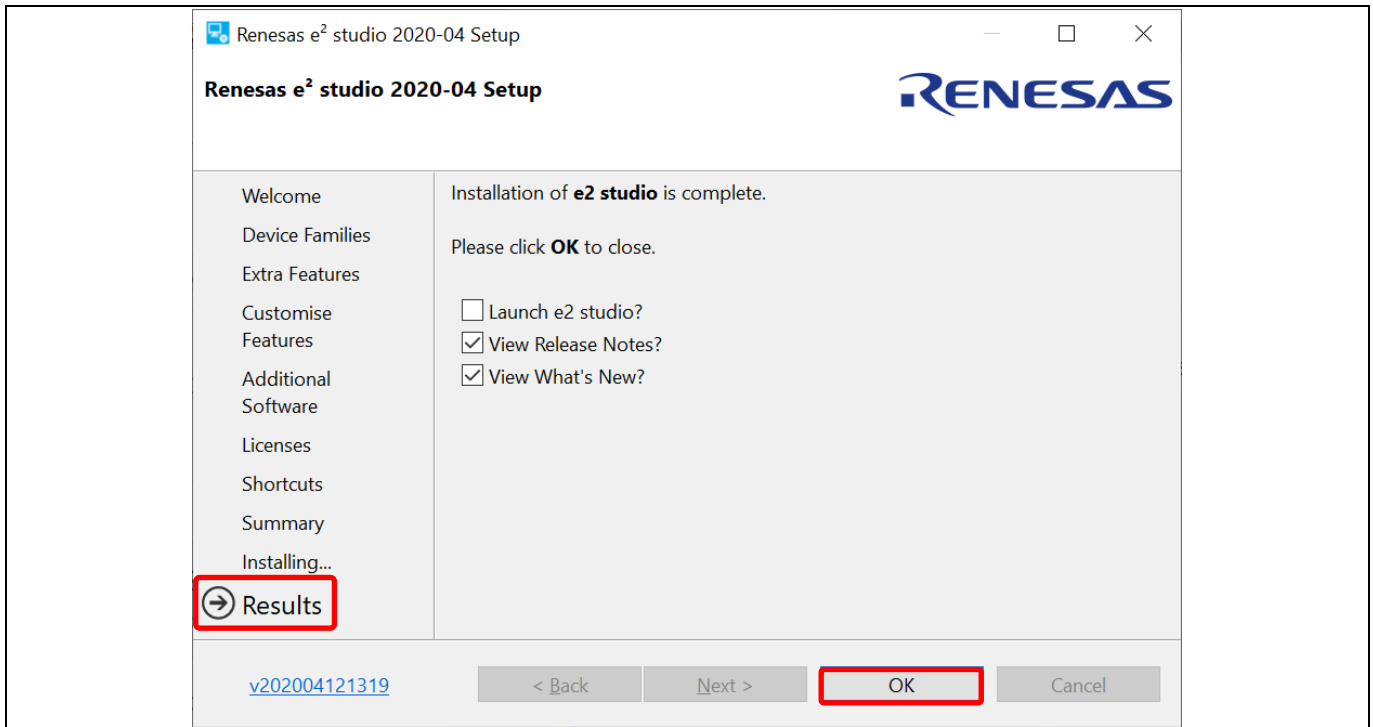 Renesas e² studio 2020-04 Setup
Renesas e² studio 2020-04 Setup
RENESAS
Welcome
Device Families
Extra Features
Customise
Features
Additional
Software
Licenses
Shortcuts
Summary
Installing...
Results
Installation of e2 studio is complete.
Please click OK to close.
Launch e2 studio?
View Release Notes?
View What's New?
v202004121319
< Back
Next >
OK
Cancel